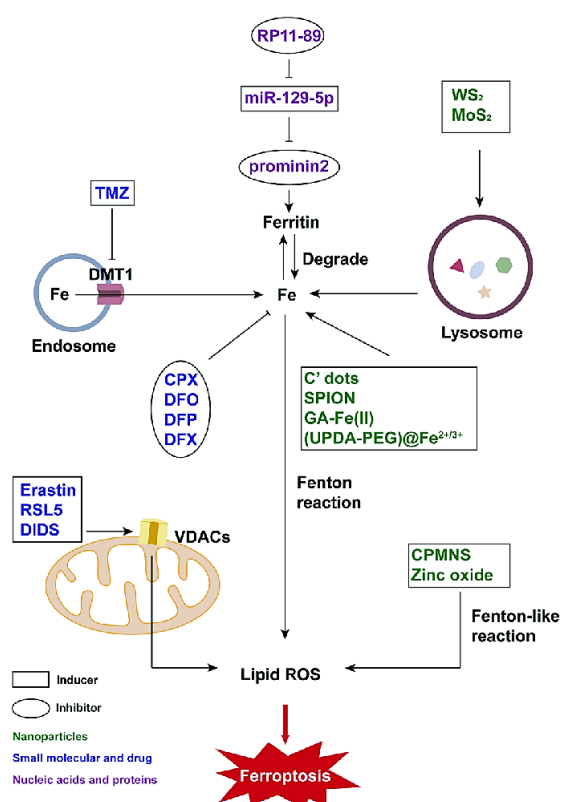 RP11-89
miR-129-5p
prominin2
Ferritin
Degrade
WS₂
MoS₂
TMZ
DMT1
Fe
Fe
Endosome
Lysosome
CPX
DFO
DFP
DFX
C' dots
SPION
GA-Fe(II)
(UPDA-PEG)@Fe²⁺/³⁺
Fenton
reaction
Erastin
RSL5
DIDS
VDACs
CPMNS
Zinc oxide
Fenton-like
reaction
Lipid ROS
Ferroptosis
Inducer
Inhibitor
Nanoparticles
Small molecular and drug
Nucleic acids and proteins